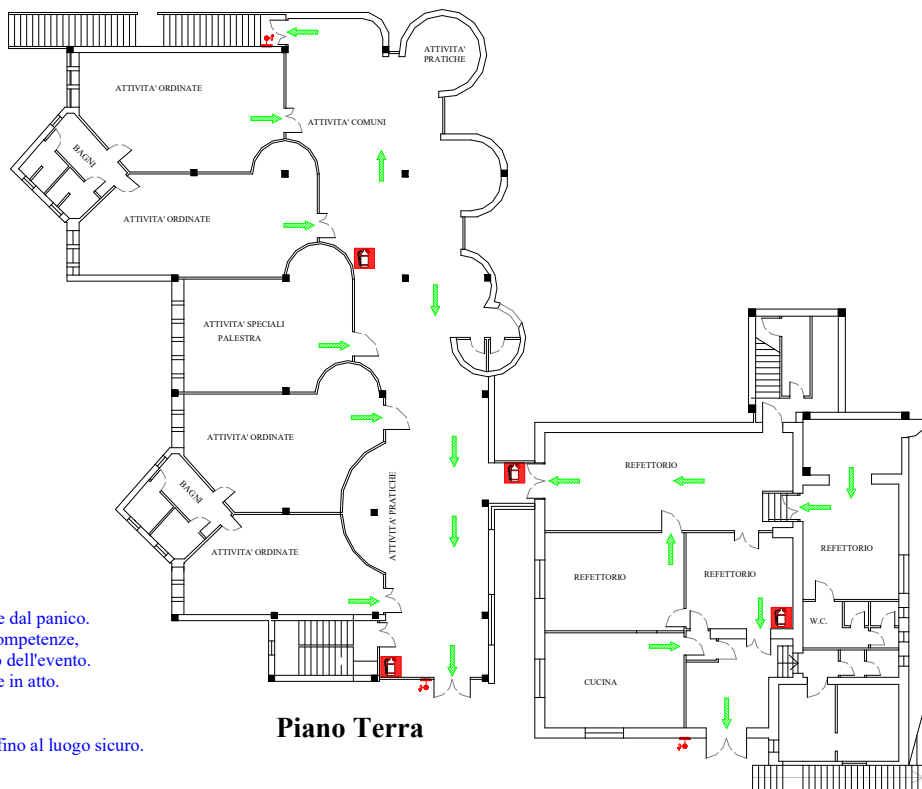 ATTIVITA'
PRATICHE
ATTIVITA' ORDINATE
ATTIVITA' COMUNI
BAGNI
ATTIVITA' ORDINATE
ATTIVITA' SPECIALI
PALESTRA
ATTIVITA' ORDINATE
REFETTORIO
BAGNI
ATTIVITA' PRATICHE
ATTIVITA' ORDINATE
REFETTORIO
REFETTORIO
REFETTORIO
W.C.
CUCINA
e dal panico.
ompetenze,
o dell'evento.
e in atto.
Piano Terra
fino al luogo sicuro.